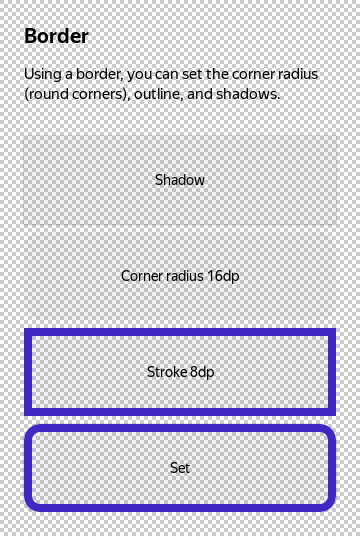 Border
Using a border, you can set the corner radius
(round corners), outline, and shadows.
Shadow
Corner radius 16dp
Stroke 8dp
Set